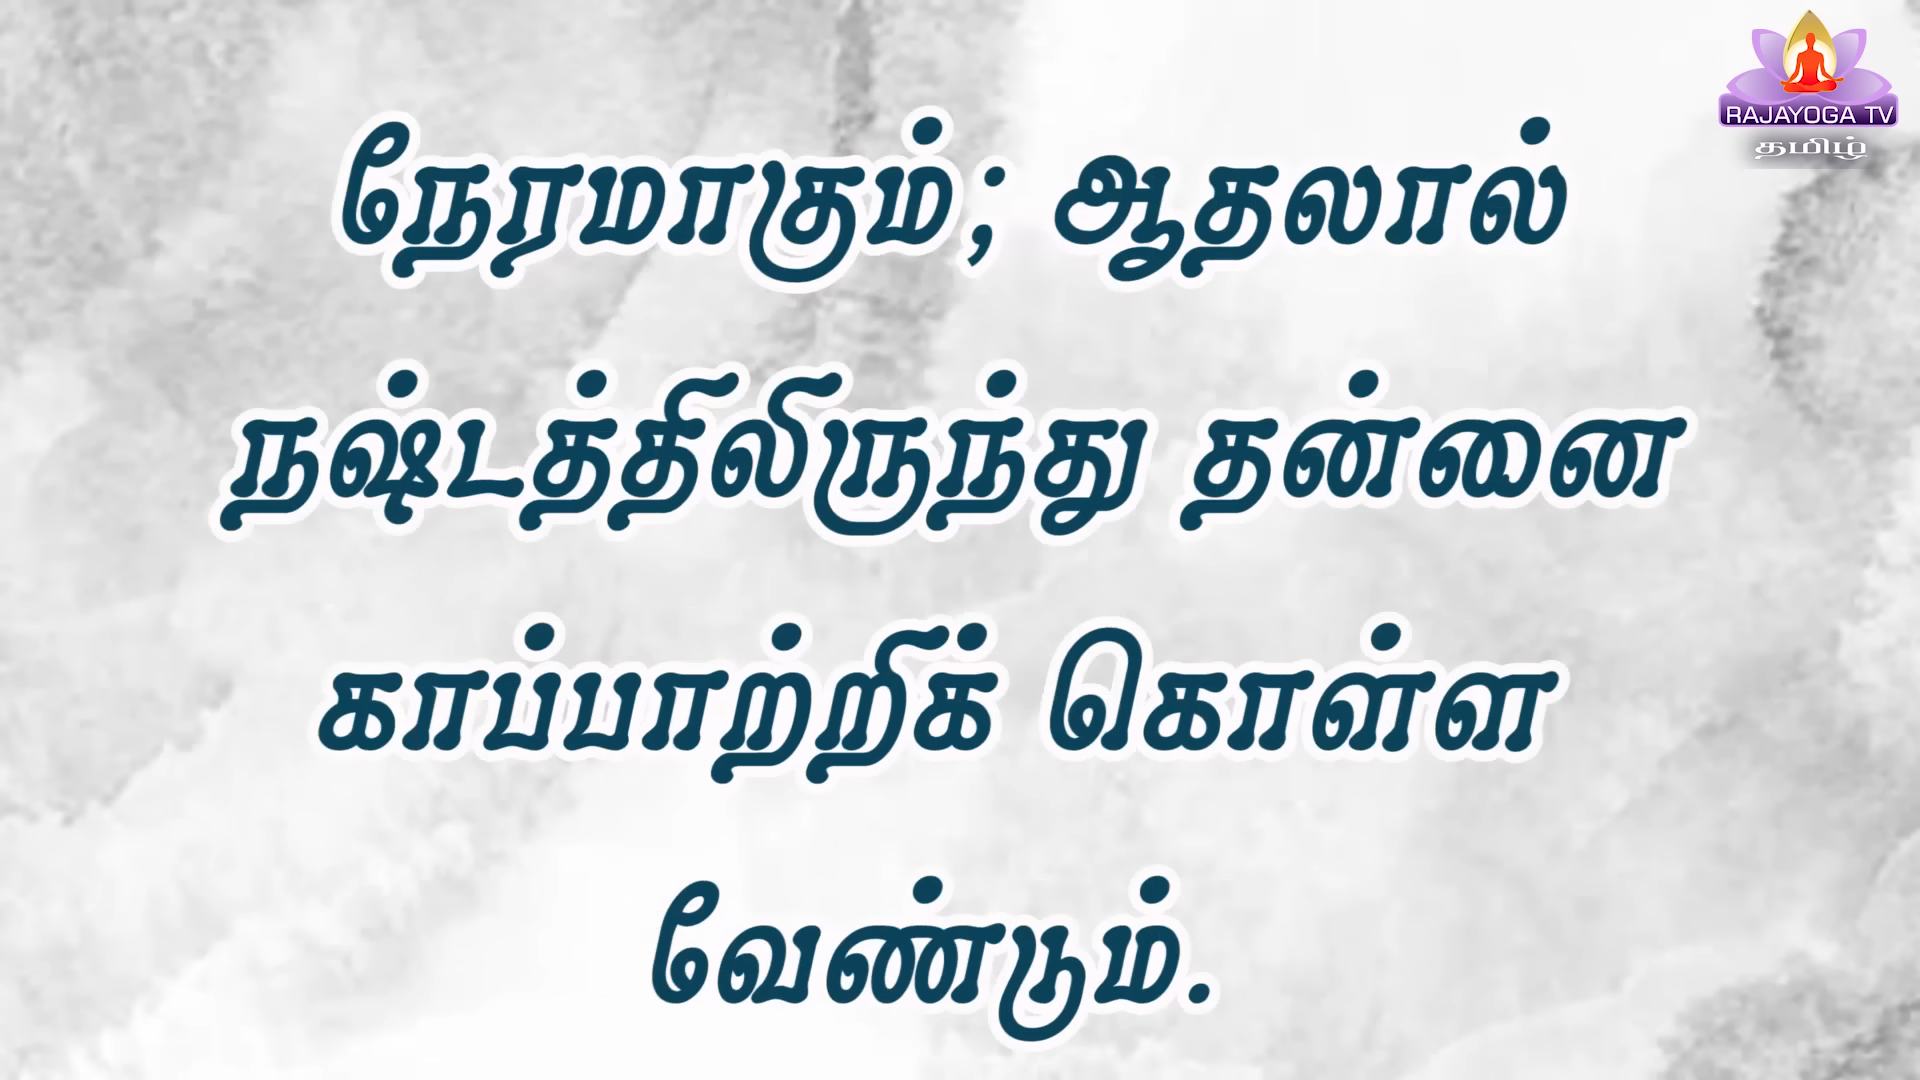 RAJAYOGA TV
தமிழ்
நேரமாகும்; ஆதலால்
நஷ்டத்திலிருந்து தன்னை
காப்பாற்றிக் கொள்ள
வேண்டும்.